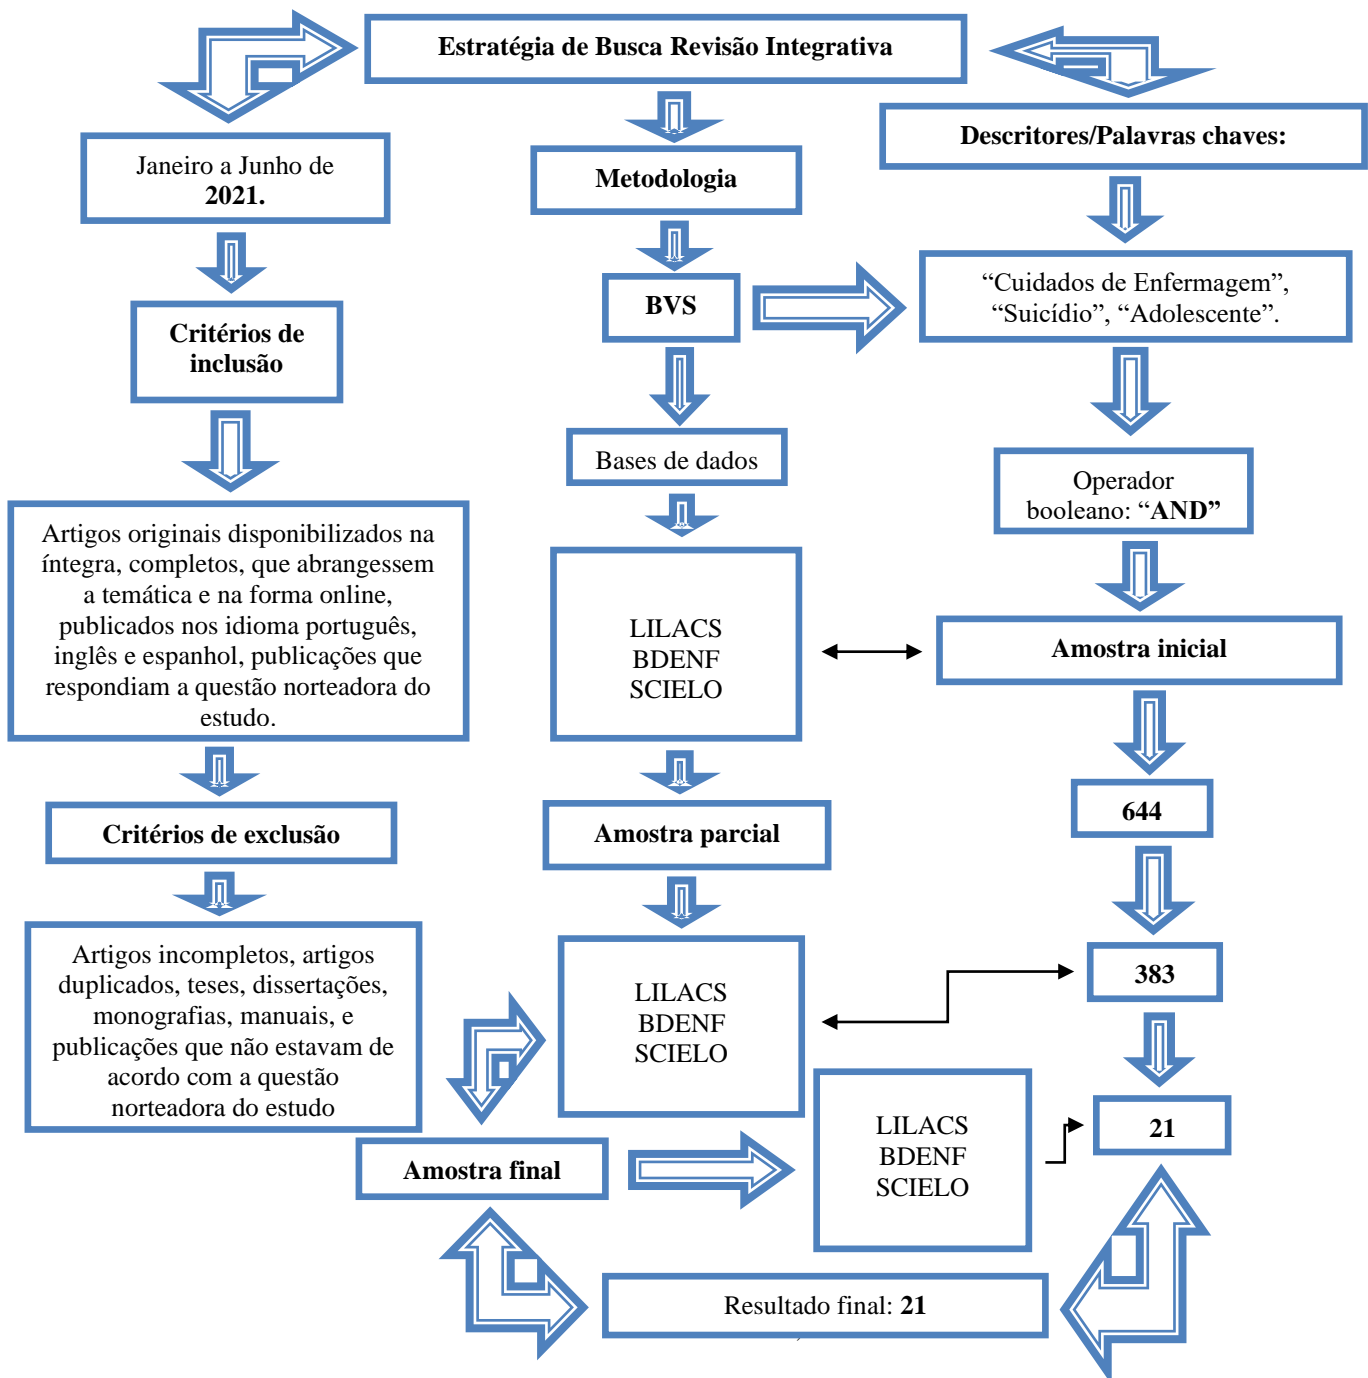 Estratégia de Busca Revisão Integrativa
Janeiro a Junho de
2021.
Critérios de
inclusão
Artigos originais disponibilizados na
íntegra, completos, que abrangessem
a temática e na forma online,
publicados nos idioma português,
inglês e espanhol, publicações que
respondiam a questão norteadora do
estudo.
Critérios de exclusão
Artigos incompletos, artigos
duplicados, teses, dissertações,
monografias, manuais, e
publicações que não estavam de
acordo com a questão
norteadora do estudo
Metodologia
BVS
Bases de dados
LILACS
BDENF
SCIELO
Amostra parcial
LILACS
BDENF
SCIELO
Amostra final
LILACS
BDENF
SCIELO
Descritores/Palavras chaves:
“Cuidados de Enfermagem”,
“Suicídio”, “Adolescente”.
Operador
booleano: “AND”
Amostra inicial
644
383
21
Resultado final: 21